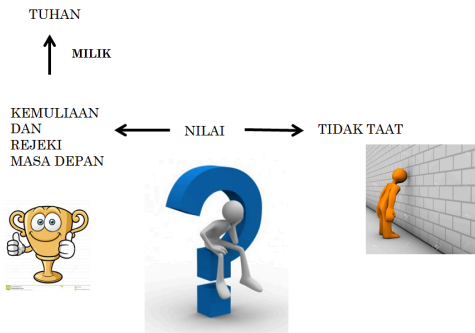 TUHAN
MILIK
KEMULIAAN
DAN
REJEKI
MASA DEPAN
NILAI
TIDAK TAAT